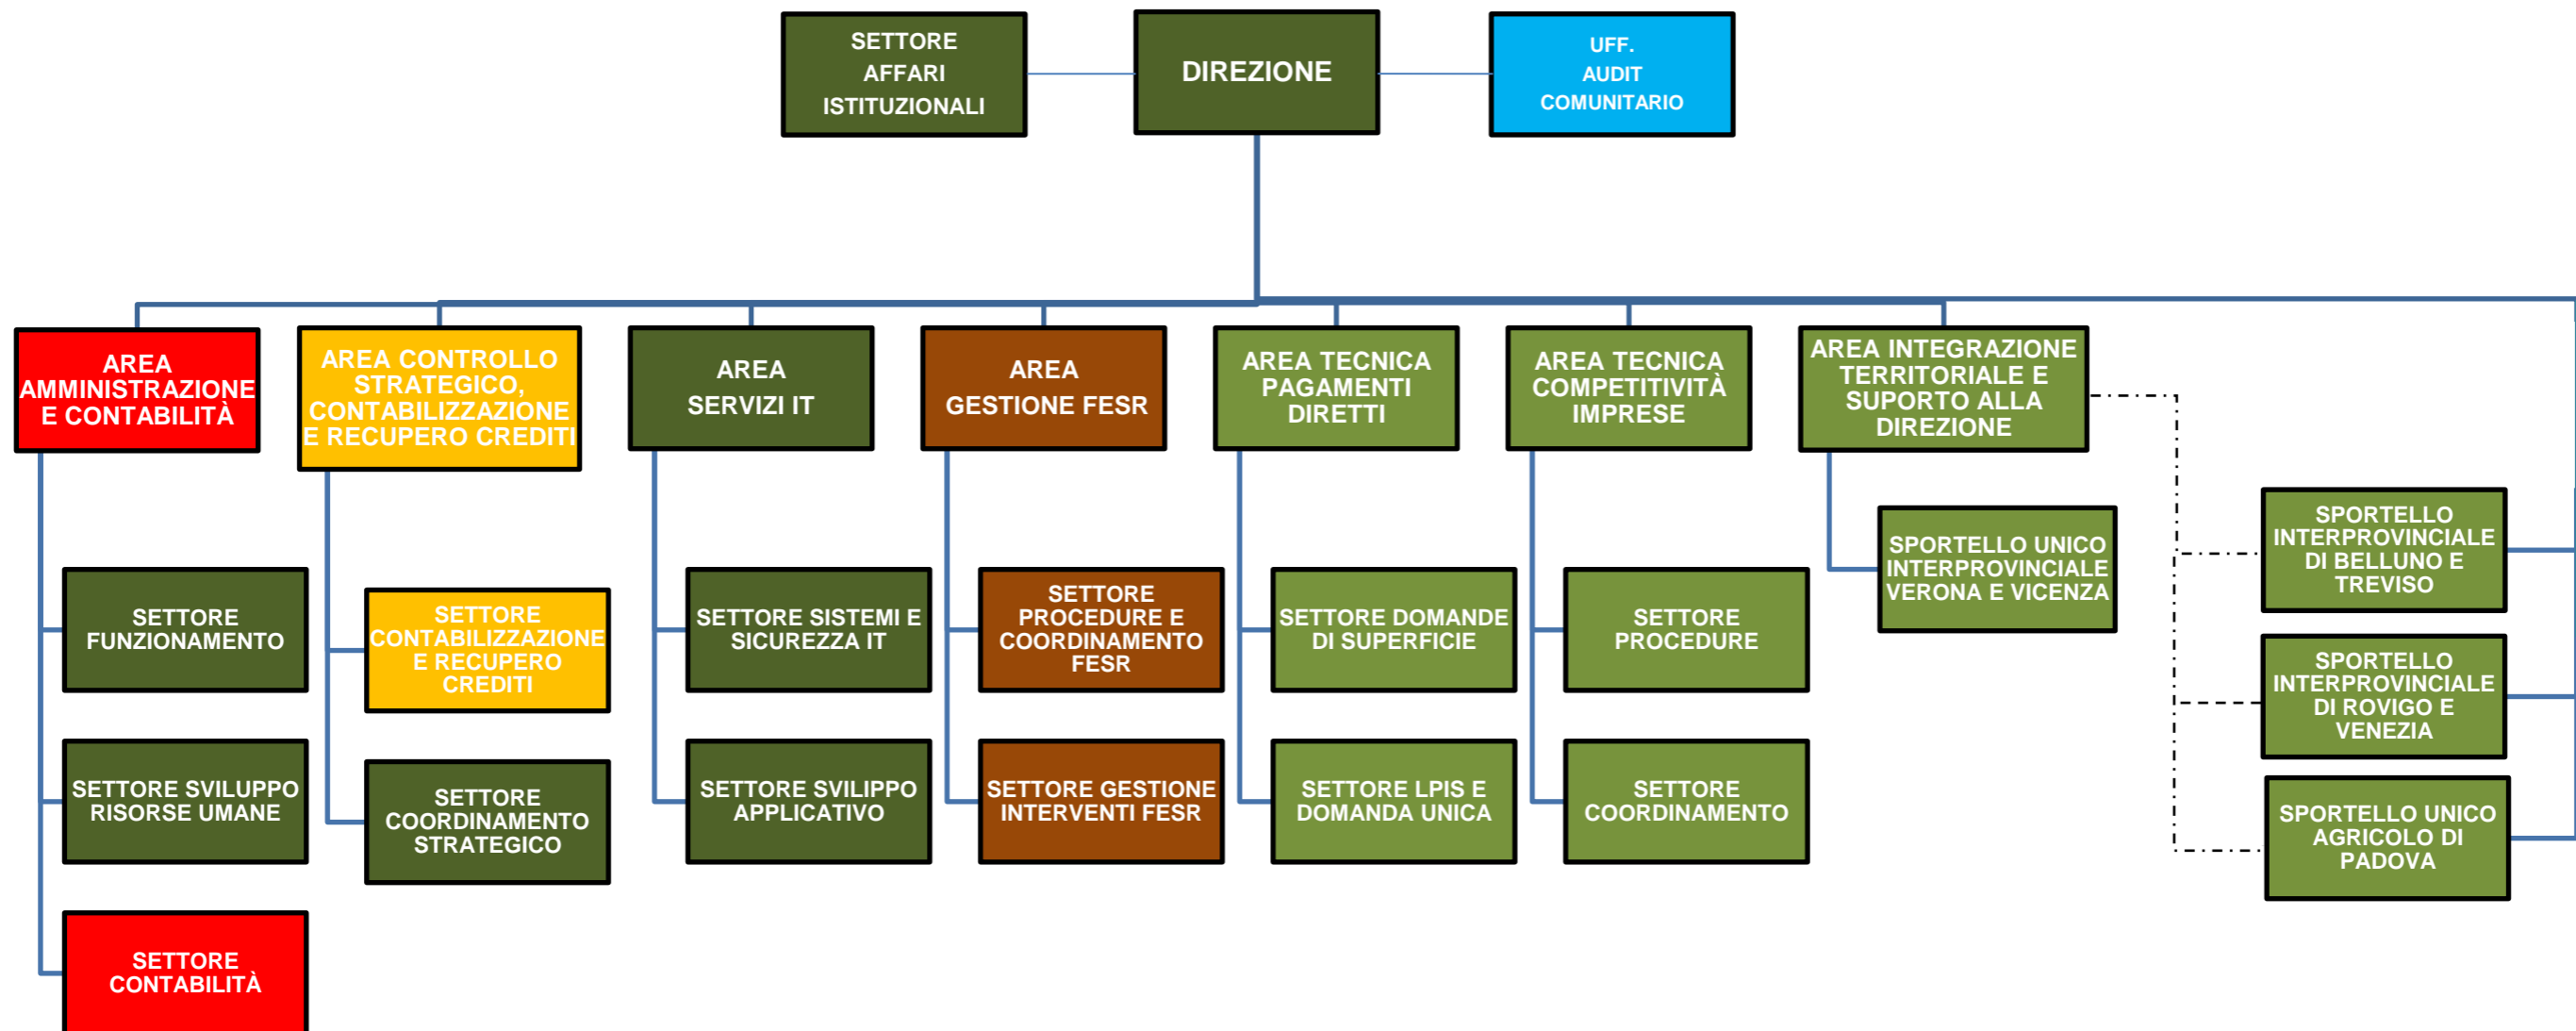 SETTORE
AFFARI
ISTITUZIONALI
DIREZIONE
UFF.
AUDIT
COMUNITARIO
AREA
AMMINISTRAZIONE
E CONTABILITÀ
AREA CONTROLLO
STRATEGICO,
CONTABILIZZAZIONE
E RECUPERO CREDITI
AREA
SERVIZI IT
AREA
GESTIONE FESR
AREA TECNICA
PAGAMENTI
DIRETTI
AREA TECNICA
COMPETITIVITÀ
IMPRESE
AREA INTEGRAZIONE
TERRITORIALE E
SUPORTO ALLA
DIREZIONE
SETTORE
FUNZIONAMENTO
SETTORE SVILUPPO
RISORSE UMANE
SETTORE
CONTABILITÀ
SETTORE
CONTABILIZZAZIONE
E RECUPERO
CREDITI
SETTORE
COORDINAMENTO
STRATEGICO
SETTORE SISTEMI E
SICUREZZA IT
SETTORE SVILIPPO
APPLICATIVO
SETTORE
PROCEDURE E
COORDINAMENTO
FESR
SETTORE GESTIONE
INTERVENTI FESR
SETTORE DOMANDE
DI SUPERFICIE
SETTORE LPIS E
DOMANDA UNICA
SETTORE
PROCEDURE
SETTORE
COORDINAMENTO
SPORTELLO UNICO
INTERPROVINCIALE
VERONA E VICENZA
SPORTELLO
INTERPROVINCIALE
DI BELLUNO E
TREVISO
SPORTELLO
INTERPROVINCIALE
DI ROVIGO E
VENEZIA
SPORTELLO UNICO
AGRICOLO DI
PADOVA